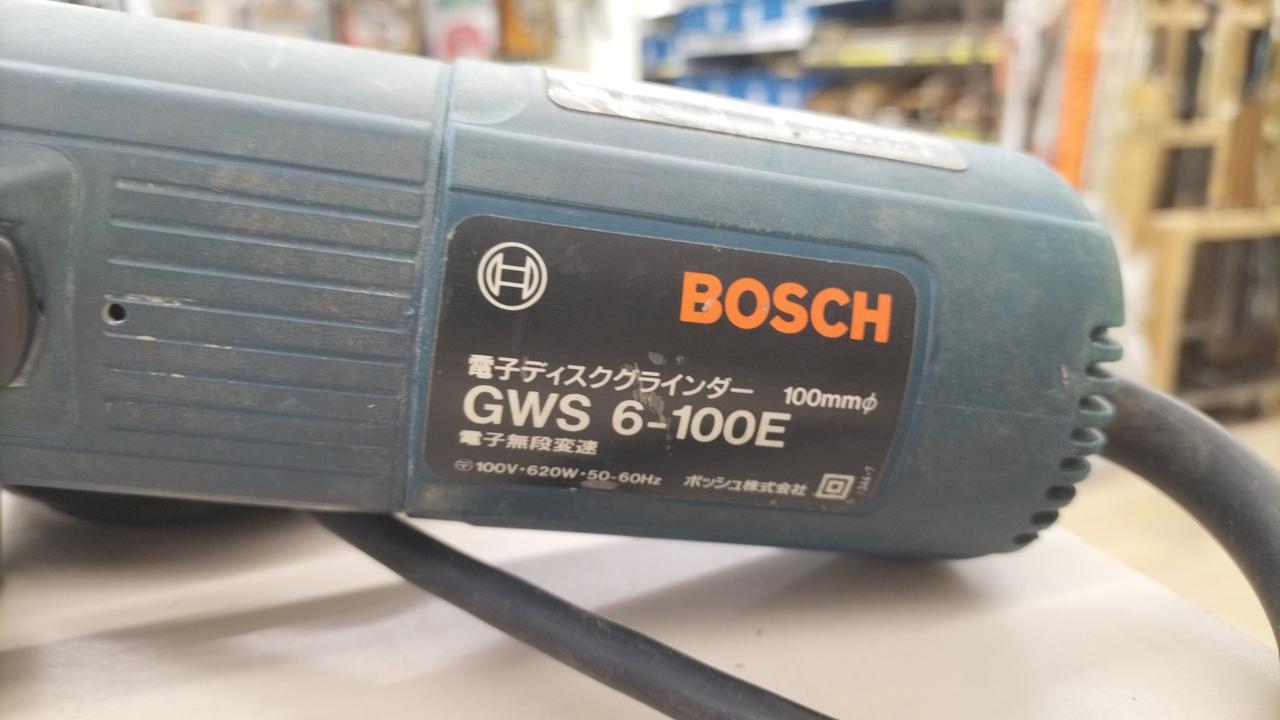 BOSCH
電子ディスクグラインダー 100mmφ
GWS 6-100E
電子無段変速
〒100V・620W・50-60Hz ボッシュ株式会社